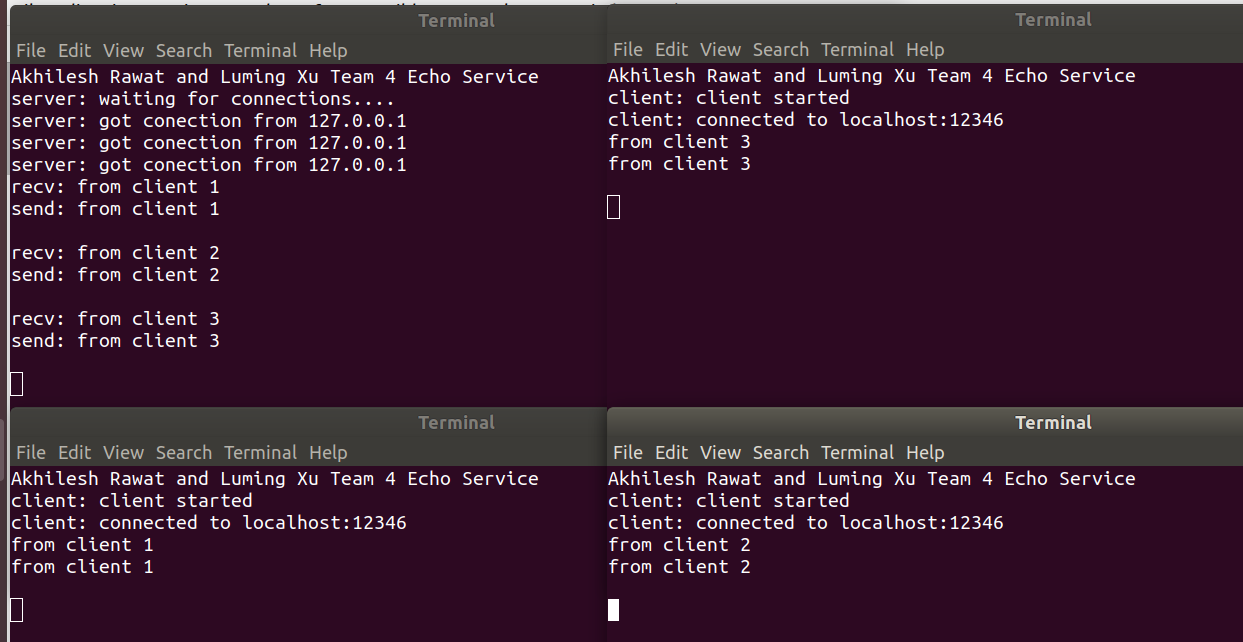 Terminal
File Edit View Search Terminal Help
Akhilesh Rawat and Luming Xu Team 4 Echo Service
server: waiting for connections....
server: got conection from 127.0.0.1
server: got conection from 127.0.0.1
server: got conection from 127.0.0.1
recv: from client 1
send: from client 1
recv: from client 2
send: from client 2
recv: from client 3
send: from client 3
Terminal
File Edit View Search Terminal Help
Akhilesh Rawat and Luming Xu Team 4 Echo Service
client: client started
client: connected to localhost:12346
from client 3
from client 3
Terminal
File Edit View Search Terminal Help
Akhilesh Rawat and Luming Xu Team 4 Echo Service
client: client started
client: connected to localhost:12346
from client 1
from client 1
Terminal
File Edit View Search Terminal Help
Akhilesh Rawat and Luming Xu Team 4 Echo Service
client: client started
client: connected to localhost:12346
from client 2
from client 2